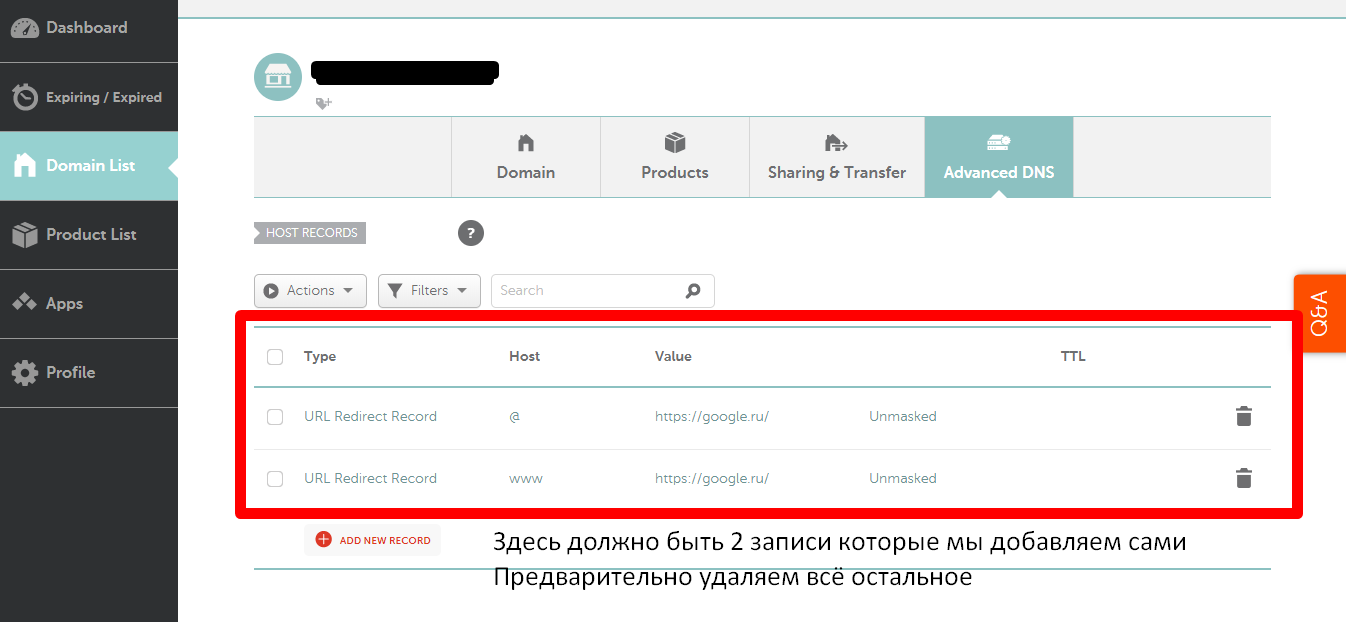 Dashboard
Expiring / Expired
Domain List
Product List
Apps
Profile
Domain
Products
Sharing & Transfer
Advanced DNS
HOST RECORDS
?
Actions
Filters
Search
Q&A
Type Host Value TTL
URL Redirect Record @ https://google.ru/ Unmasked
URL Redirect Record www https://google.ru/ Unmasked
ADD NEW RECORD
Здесь должно быть 2 записи которые мы добавляем сами
Предварительно удаляем всё остальное